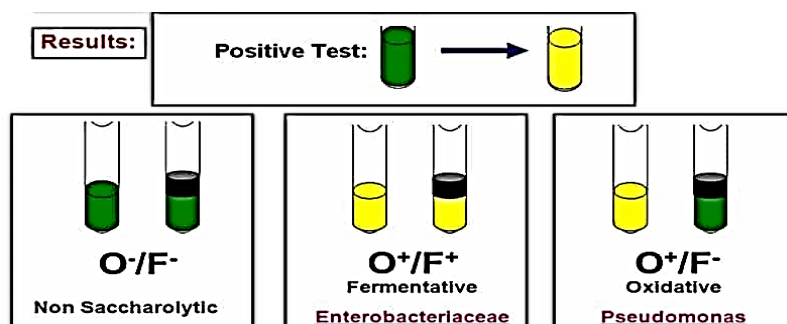 Results:
Positive Test:
O⁻/F⁻
Non Saccharolytic
O⁺/F⁺
Fermentative
Enterobacteriaceae
O⁺/F⁻
Oxidative
Pseudomonas